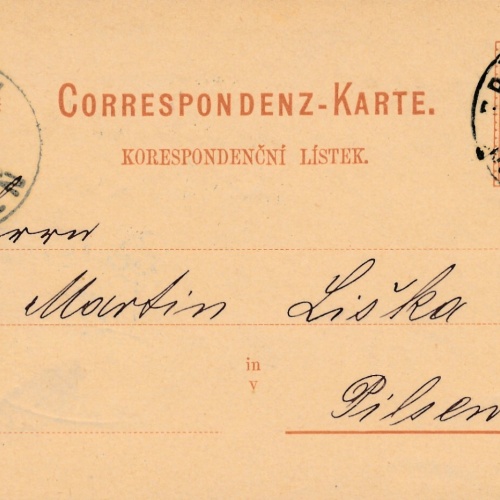 CORRESPONDENZ-KARTE.
KORESPONDENČNÍ LÍSTEK.
Martin Liška
in
v
Pilsen